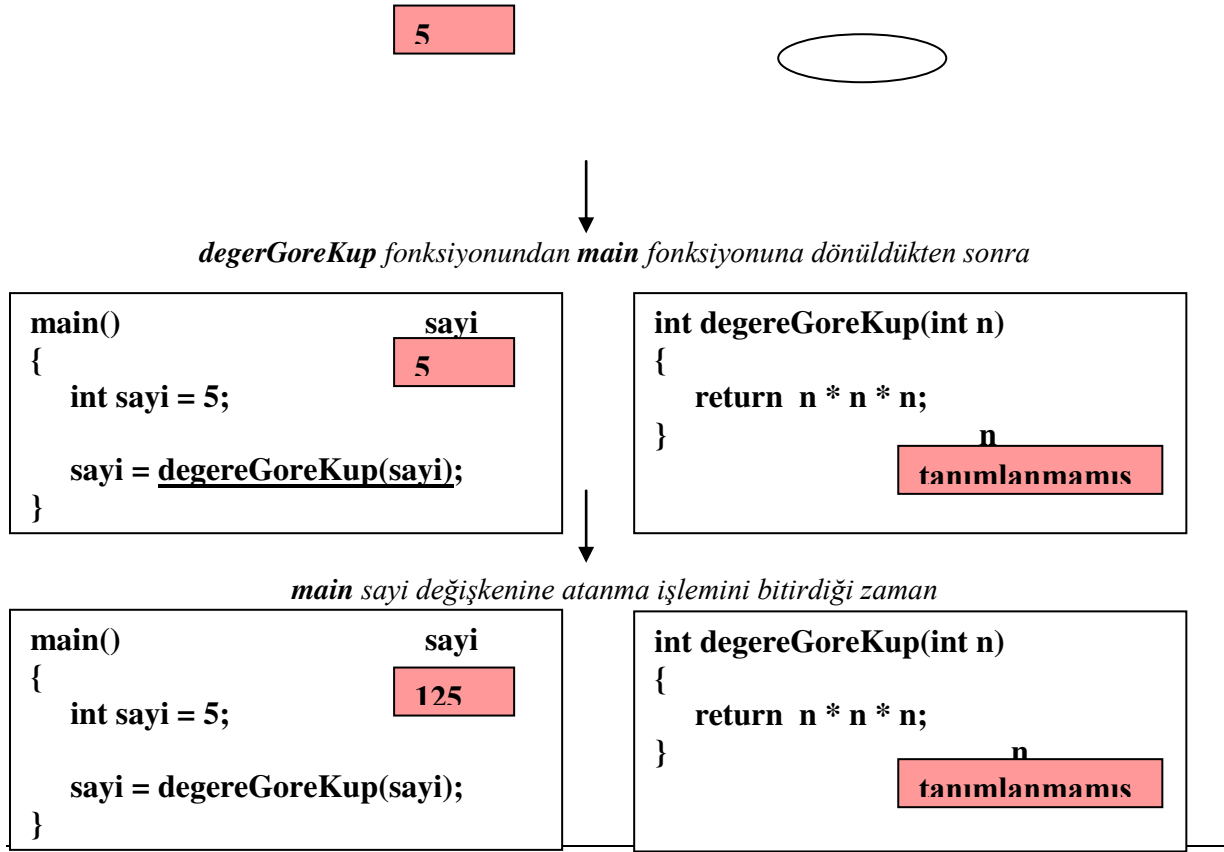 5
degerGoreKup fonksiyonundan main fonksiyonuna dönüldükten sonra
main() sayi
{ 5
int sayi = 5;
sayi = degereGoreKup(sayi);
}
int degereGoreKup(int n)
{
return n * n * n;
} n
tanımlanmamış
main sayi değişkenine atanma işlemini bitirdiği zaman
main() sayi
{ 125
int sayi = 5;
sayi = degereGoreKup(sayi);
}
int degereGoreKup(int n)
{
return n * n * n;
} n
tanımlanmamış